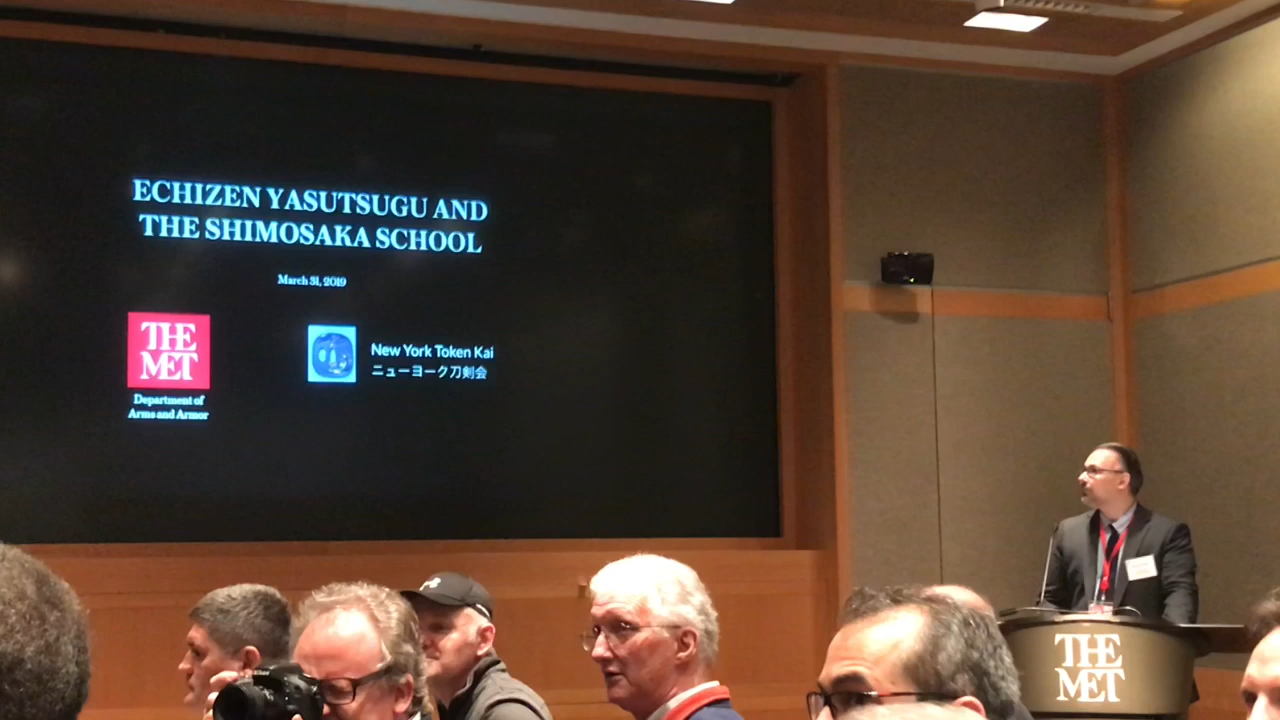 ECHIZEN YASUTSUGU AND
THE SHIMOSAKA SCHOOL
March 31, 2019
THE
MET
Department of
Arms and Armor
New York Token Kai
ニューヨーク刀剣会
THE
MET